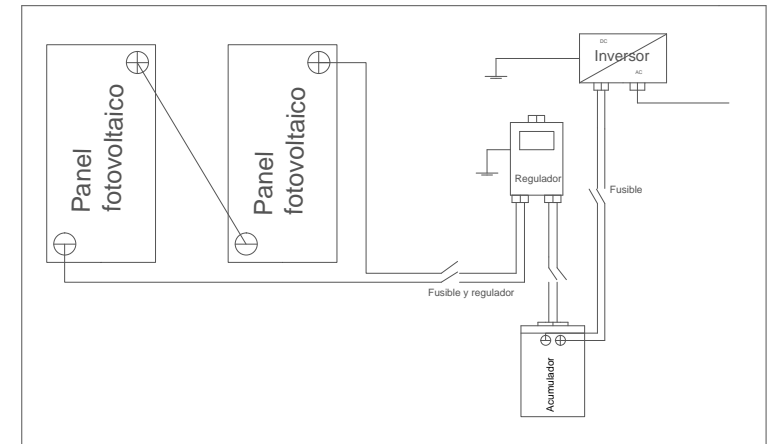 Panel
fotovoltaico
Panel
fotovoltaico
DC
Inversor
AC
Regulador
Fusible
Fusible y regulador
Acumulador